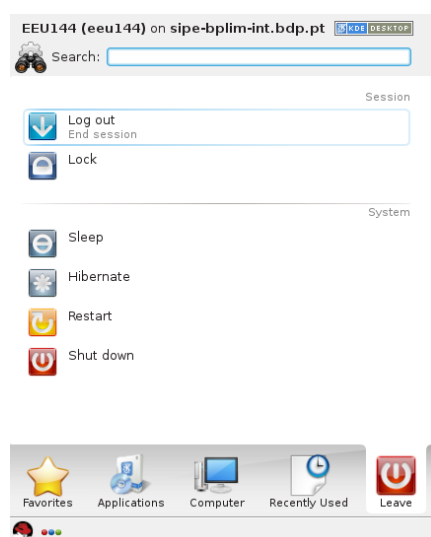 EEU144 (eeu144) on sipe-bplim-int.bdp.pt KDE DESKTOP
Search:
Session
Log out
End session
Lock
System
Sleep
Hibernate
Restart
Shut down
Favorites Applications Computer Recently Used Leave